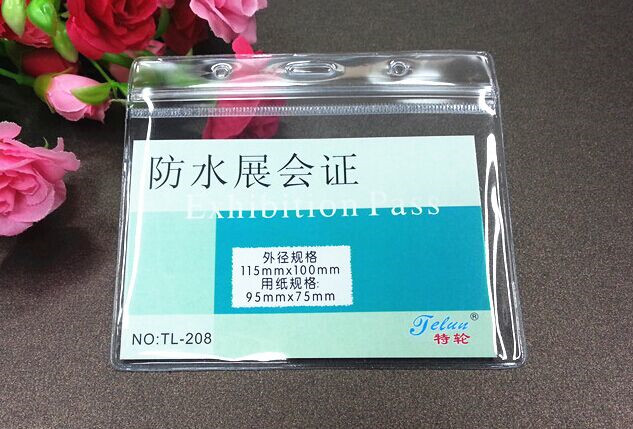 防水展会证
Exhibition Pass
外径规格
115mmx100mm
用纸规格:
95mmx75mm
NO:TL-208
Telun®
特轮